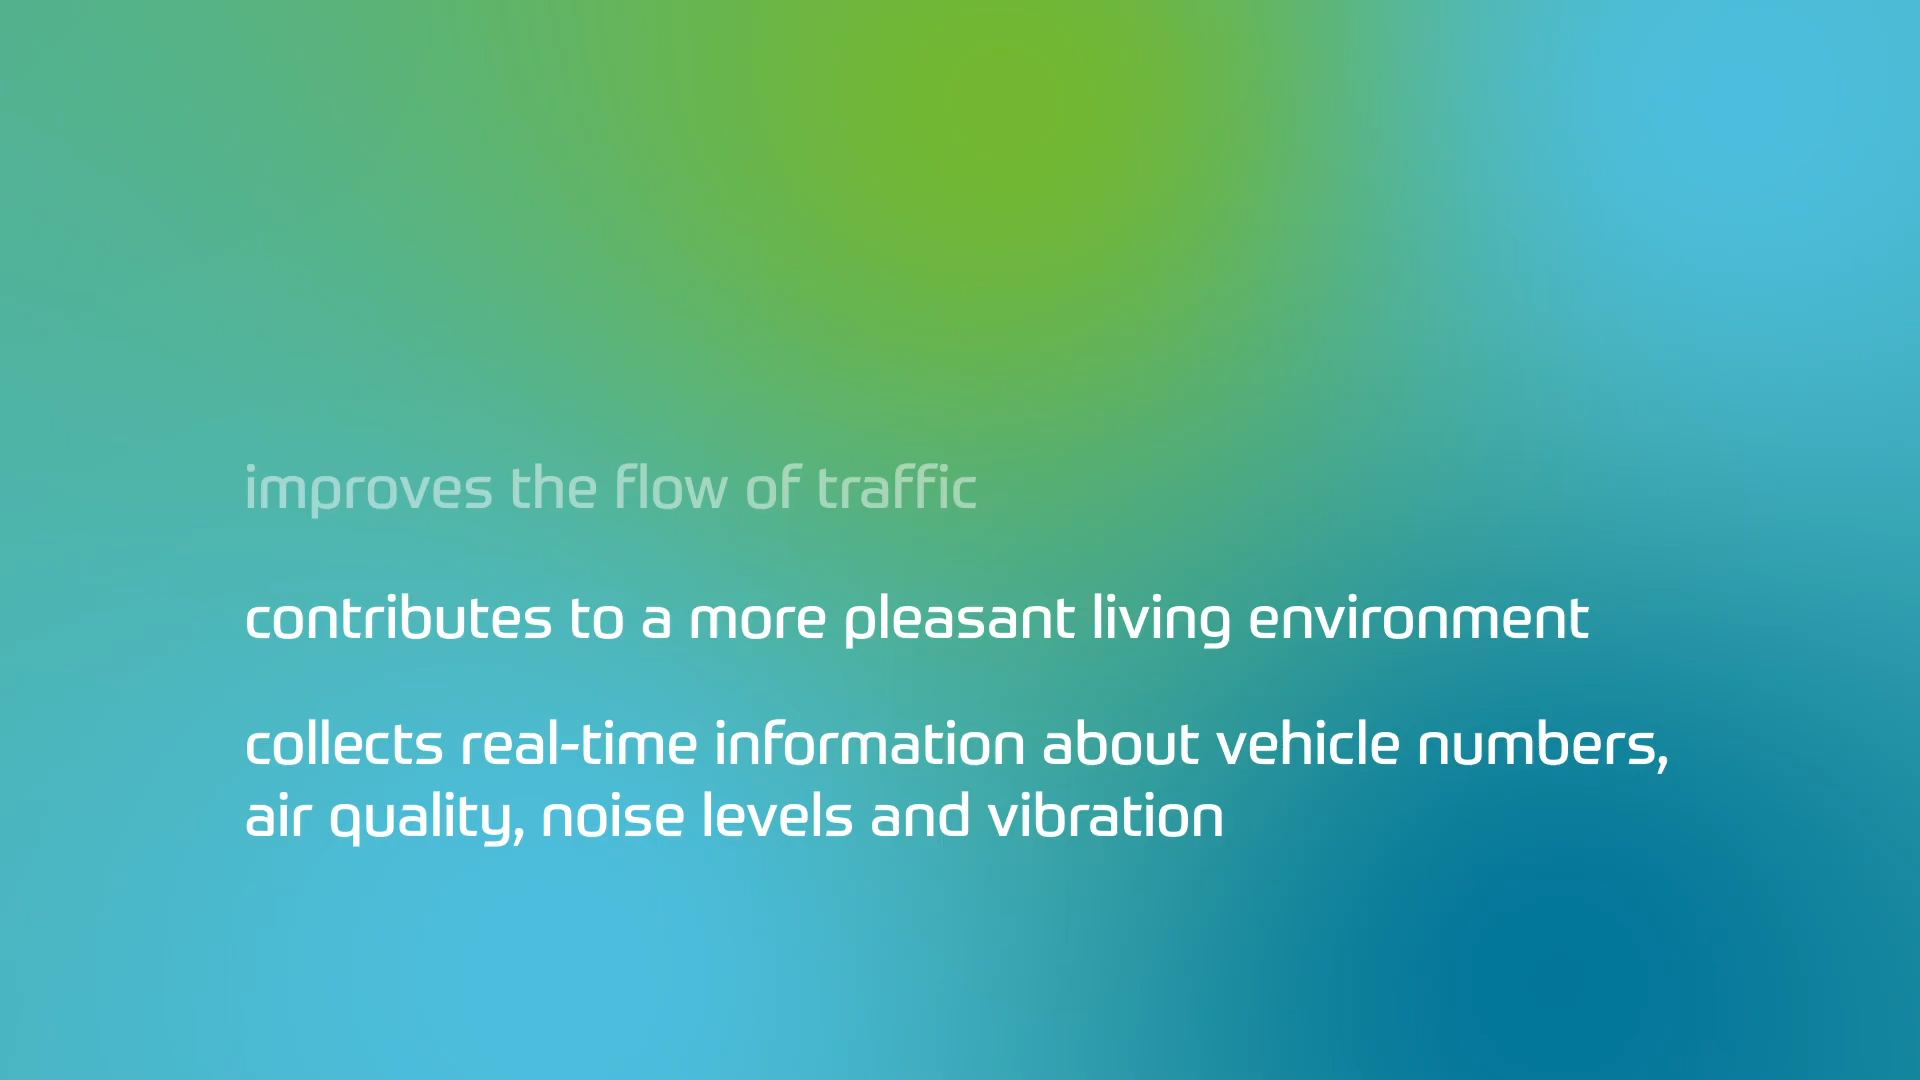 improves the flow of traffic
contributes to a more pleasant living environment
collects real-time information about vehicle numbers,
air quality, noise levels and vibration